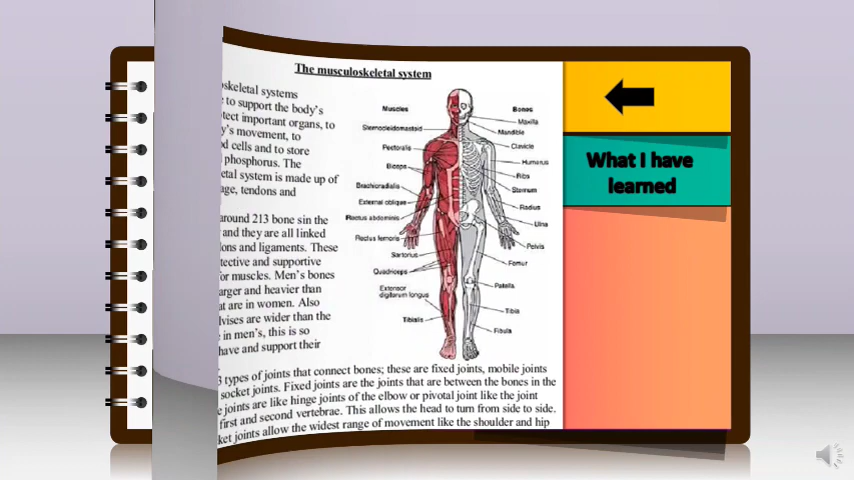 The musculoskeletal system
skeletal systems
to support the body's
tect important organs, to
y's movement, to
d cells and to store
phosphorus. The
etal system is made up of
age, tendons and
around 213 bone sin the
and they are all linked
ons and ligaments. These
tective and supportive
or muscles. Men's bones
arger and heavier than
at are in women. Also
lvises are wider than the
in men's, this is so
have and support their
Muscles
Sternocleidomastoid
Pectoralis
Biceps
Brachioradialis
External oblique
Rectus abdominis
Rectus femoris
Sartorius
Quadriceps
Extensor
digitorum longus
Tibialis
Bones
Maxilla
Mandible
Clavicle
Humerus
Ribs
Sternum
Radius
Ulna
Pelvis
Femur
Patella
Tibia
Fibula
3 types of joints that connect bones; these are fixed joints, mobile joints
socket joints. Fixed joints are the joints that are between the bones in the
joints are like hinge joints of the elbow or pivotal joint like the joint
first and second vertebrae. This allows the head to turn from side to side.
ket joints allow the widest range of movement like the shoulder and hip
What I have
learned